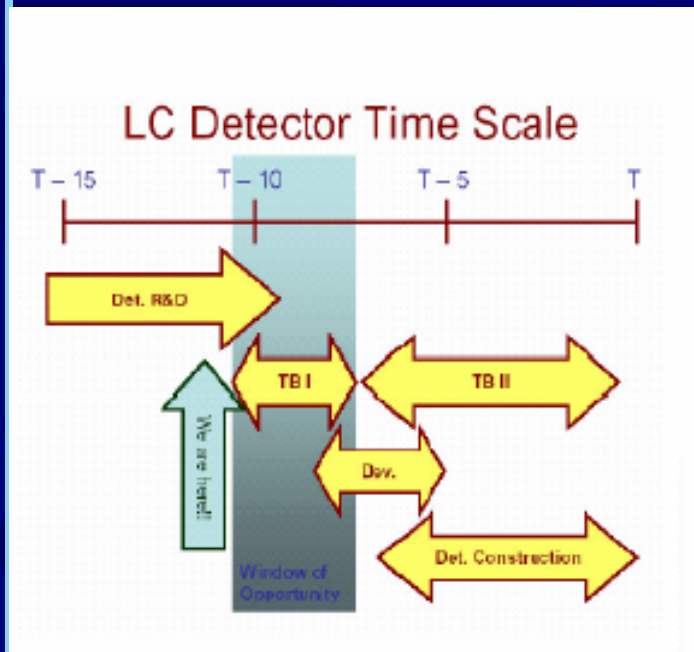 LC Detector Time Scale
T – 15
T – 10
T – 5
T
Det. R&D
TB I
TB II
We are here!!
Dev.
Det. Construction
Window of
Opportunity